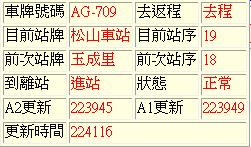 車牌號碼 AG-709 去返程 去程
目前站牌 松山車站 目前站序 19
前次站牌 玉成里 前次站序 18
到離站 進站 狀態 正常
A2更新 223945 A1更新 223949
更新時間 224116